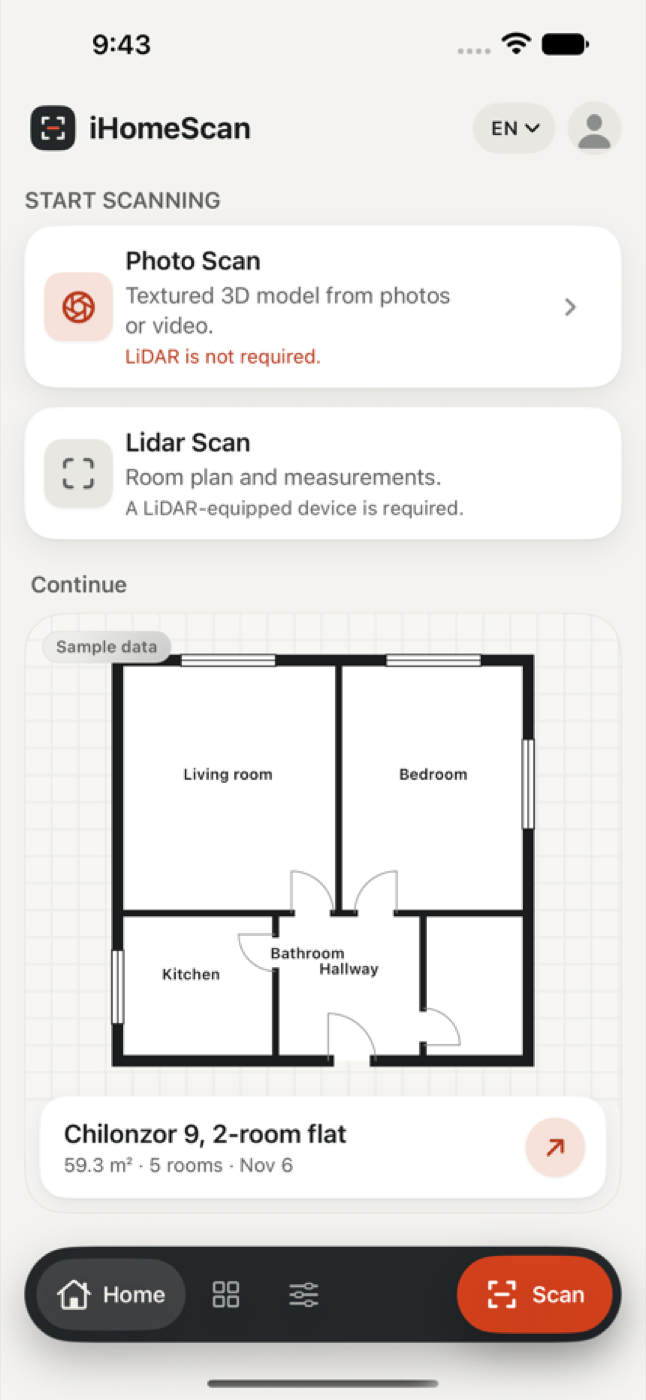 9:43
iHomeScan
EN
START SCANNING
Photo Scan
Textured 3D model from photos
or video.
LiDAR is not required.
Lidar Scan
Room plan and measurements.
A LiDAR-equipped device is required.
Continue
Sample data
Living room
Bedroom
Bathroom
Hallway
Kitchen
Chilonzor 9, 2-room flat
59.3 m² · 5 rooms · Nov 6
Home
Scan